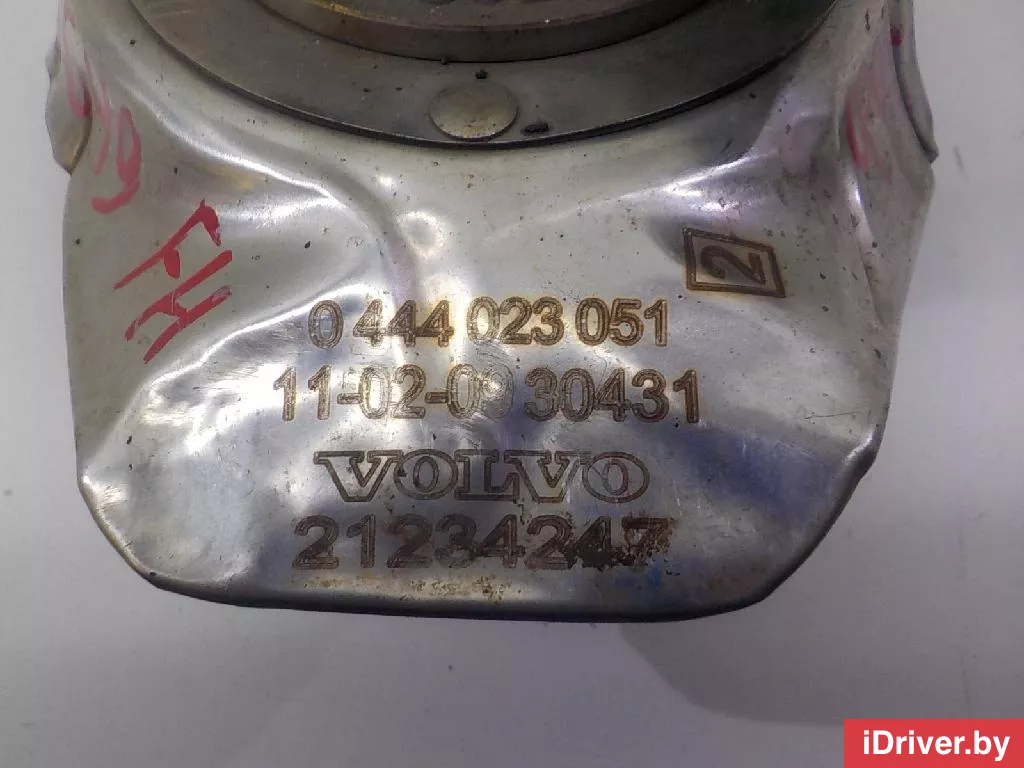 FH
2
0 444 023 051
11-02-09 30431
VOLVO
21234247
iDriver.by